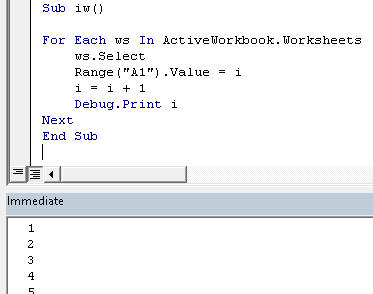 Sub iw()
For Each ws In ActiveWorkbook.Worksheets
ws.Select
Range("A1").Value = i
i = i + 1
Debug.Print i
Next
End Sub
Immediate
1
2
3
4
5